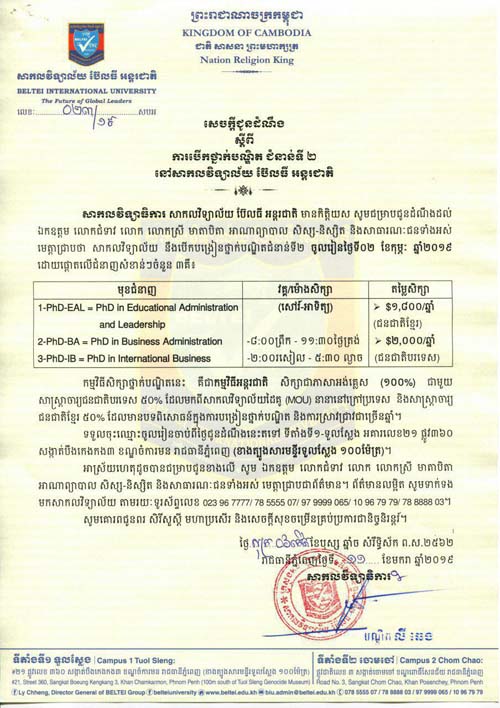 ព្រះរាជាណាចក្រកម្ពុជា
KINGDOM OF CAMBODIA
ជាតិ សាសនា ព្រះមហាក្សត្រ
Nation Religion King
សាកលវិទ្យាល័យ ប៊ែលធី អន្តរជាតិ
BELTEI INTERNATIONAL UNIVERSITY
The Future of Global Leaders
លេខ: ០២៣/១៩ សបអ
សេចក្តីជូនដំណឹង
ស្តីពី
ការបើកថ្នាក់បណ្ឌិត ជំនាន់ទី ២
នៅសាកលវិទ្យាល័យ ប៊ែលធី អន្តរជាតិ
សាកលវិទ្យាធិការ សាកលវិទ្យាល័យ ប៊ែលធី អន្តរជាតិ មានកិត្តិយស សូមជម្រាបជូនដំណឹងដល់
ឯកឧត្តម លោកជំទាវ លោក លោកស្រី មាតាបិតា អាណាព្យាបាល សិស្ស-និស្សិត និងសាធារណៈជនទាំងអស់
មេត្តាជ្រាបថា សាកលវិទ្យាល័យ នឹងបើកបង្រៀនថ្នាក់បណ្ឌិតជំនាន់ទី២ ចូលរៀនថ្ងៃទី០២ ខែកុម្ភៈ ឆ្នាំ២០១៩
ដោយផ្តោតលើជំនាញសំខាន់ៗចំនួន ៣គឺ៖
មុខជំនាញ វគ្គ/ម៉ោងសិក្សា តម្លៃសិក្សា
(សៅរ៍-អាទិត្យ)
1-PhD-EAL = PhD in Educational Administration and Leadership
➢ $១,៨០០/ឆ្នាំ (ជនជាតិខ្មែរ)
2-PhD-BA = PhD in Business Administration -៨:០០ព្រឹក - ១១:៣០ថ្ងៃត្រង់ ➢ $២,០០០/ឆ្នាំ
3-PhD-IB = PhD in International Business -២:០០រសៀល - ៥:៣០ ល្ងាច (ជនជាតិបរទេស)
កម្មវិធីសិក្សាថ្នាក់បណ្ឌិតនេះ គឺជាកម្មវិធីអន្តរជាតិ សិក្សាជាភាសាអង់គ្លេស (១០០%) ជាមួយ
សាស្ត្រាចារ្យជនជាតិបរទេស ៥០% ដែលមកពីសាកលវិទ្យាល័យដៃគូ (MOU) នានានៅក្រៅប្រទេស និងសាស្ត្រាចារ្យ
ជនជាតិខ្មែរ ៥០% ដែលមានបទពិសោធន៍ក្នុងការបង្រៀនថ្នាក់បណ្ឌិត និងការស្រាវជ្រាវជាច្រើនឆ្នាំ។
ទទួលចុះឈ្មោះចូលរៀនចាប់ពីថ្ងៃជូនដំណឹងនេះតទៅ ទីតាំងទី១-ទួលស្លែង អគារលេខ២១ ផ្លូវ៣៦០
សង្កាត់បឹងកេងកង៣ ខណ្ឌចំការមន រាជធានីភ្នំពេញ (ខាងត្បូងសារមន្ទីរទួលស្លែង ១០០ម៉ែត្រ)។
អាស្រ័យហេតុដូចបានជម្រាបជូនខាងលើ សូម ឯកឧត្តម លោកជំទាវ លោក លោកស្រី មាតាបិតា
អាណាព្យាបាល សិស្ស-និស្សិត និងសាធារណៈជនទាំងអស់ មេត្តាជ្រាបជាព័ត៌មាន។ ព័ត៌មានលម្អិត សូមទាក់ទង
មកសាកលវិទ្យាល័យ តាមរយៈទូរស័ព្ទលេខ 023 96 7777/ 78 5555 07/ 97 9999 065/ 10 96 79 79/ 78 8888 03។
សូមគោរពជូនពរ សិរីសួស្តី មហាប្រសើរ និងសេចក្តីសុខចម្រើនគ្រប់ប្រការជានិច្ចនិរន្តរ៍។
ខែបុស្ស ឆ្នាំច សំរឹទ្ធិស័ក ព.ស.២៥៦២
រាជធានីភ្នំពេញថ្ងៃទី ១១ ខែមករា ឆ្នាំ២០១៩
សាកលវិទ្យាធិការ
បណ្ឌិត លី ឆេង
ទីតាំងទី១ ទួលស្លែង | Campus 1 Tuol Sleng:
#២១ ផ្លូវលេខ ៣៦០ សង្កាត់បឹងកេងកង៣ ខណ្ឌចំការមន រាជធានីភ្នំពេញ (ខាងត្បូងសារមន្ទីរទួលស្លែង ១០០ម៉ែត្រ)
#21, Street 360, Sangkat Boeung Kengkang 3, Khan Chamkarmon, Phnom Penh (100m south of Tuol Sleng Genocide Museum)
ទីតាំងទី២ ចោមចៅ | Campus 2 Chom Chao:
Road No. 3, Sangkat Chom Chao, Khan Posenchey, Phnom Penh
Ly Chheng, Director General of BELTEI Group belteiuniversity www.beltei.edu.kh biu.admin@beltei.edu.kh 078 5555 07 / 78 8888 03 / 97 9999 065 / 10 96 79 79